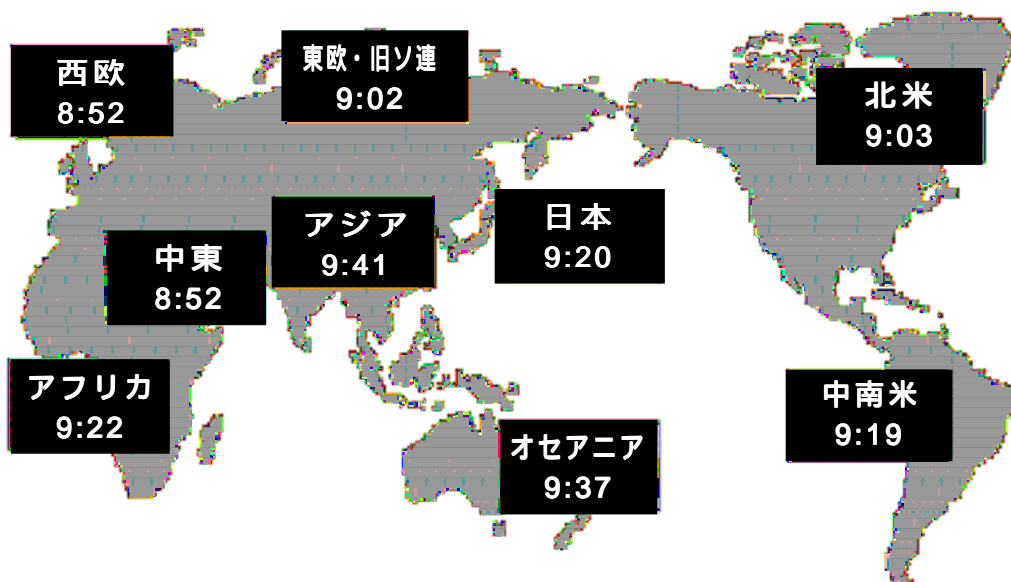 西欧
8:52
東欧・旧ソ連
9:02
北米
9:03
アジア
9:41
日本
9:20
中東
8:52
アフリカ
9:22
中南米
9:19
オセアニア
9:37